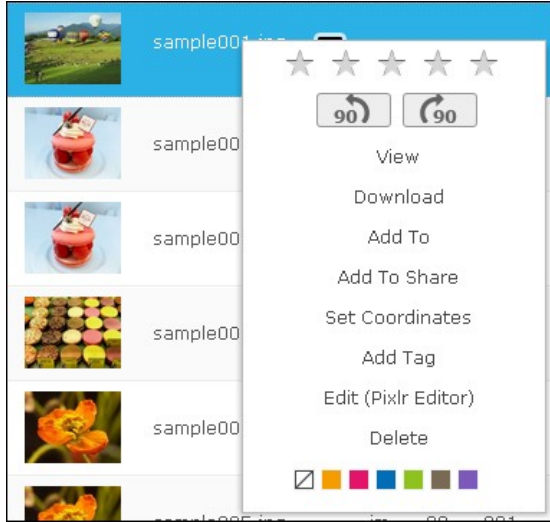 sample001.jpg
90 90
View
sample00
Download
Add To
sample00
Add To Share
Set Coordinates
sample00
Add Tag
Edit (Pixlr Editor)
sample00
Delete